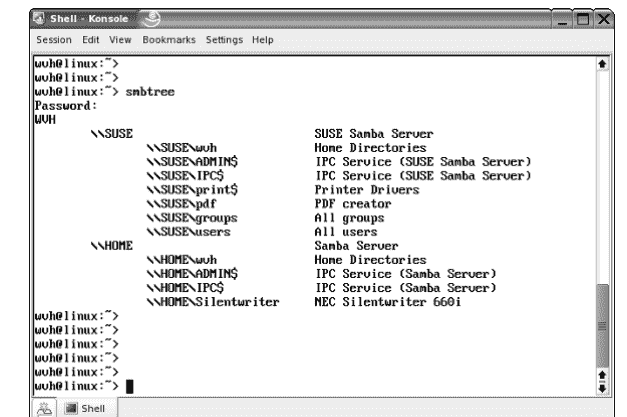 Shell - Konsole
Session Edit View Bookmarks Settings Help
wvh@linux:~>
wvh@linux:~>
wvh@linux:~> smbtree
Password:
WVH
\\SUSE SUSE Samba Server
\\SUSE\wvh Home Directories
\\SUSE\ADMIN$ IPC Service (SUSE Samba Server)
\\SUSE\IPC$ IPC Service (SUSE Samba Server)
\\SUSE\print$ Printer Drivers
\\SUSE\pdf PDF creator
\\SUSE\groups All groups
\\SUSE\users All users
\\HOME Samba Server
\\HOME\wvh Home Directories
\\HOME\ADMIN$ IPC Service (Samba Server)
\\HOME\IPC$ IPC Service (Samba Server)
\\HOME\Silentwriter NEC Silentwriter 660i
wvh@linux:~>
wvh@linux:~>
wvh@linux:~>
wvh@linux:~>
wvh@linux:~>
wvh@linux:~>
Shell